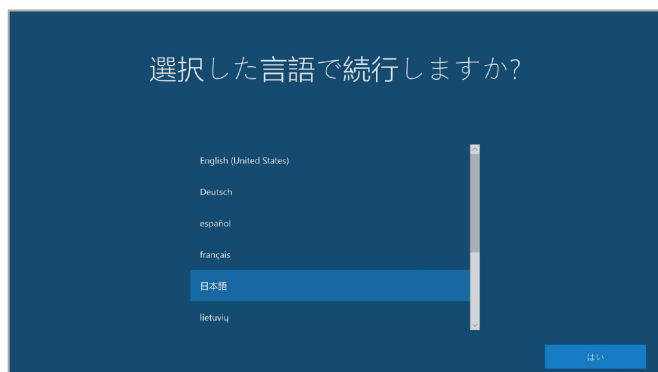 選択した言語で続行しますか?
English (United States)
Deutsch
español
français
日本語
lietuvių
はい